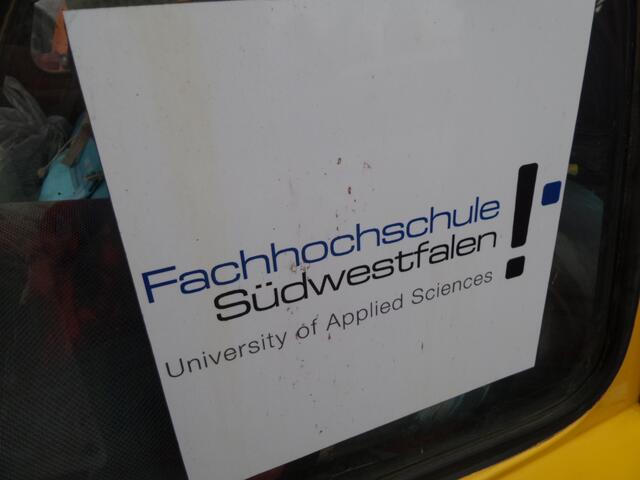 Fachhochschule
Südwestfalen
University of Applied Sciences